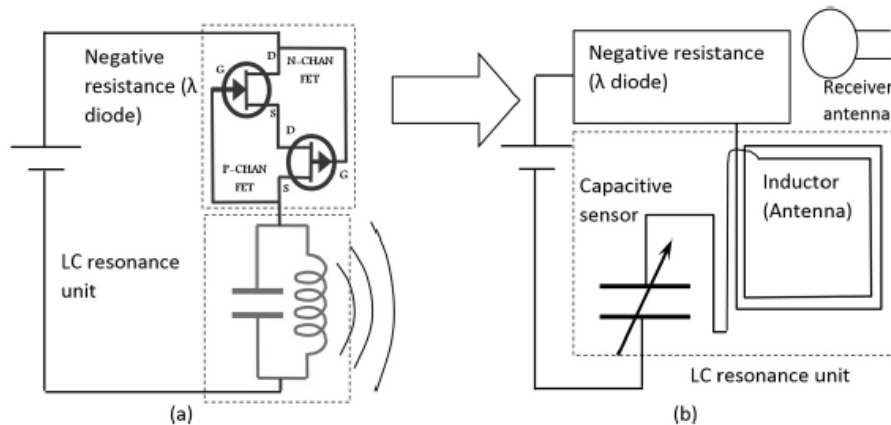 Negative
resistance (λ
diode)
D
N-CHAN
FET
G
S
D
P-CHAN
FET
S
G
LC resonance
unit
(a)
Negative resistance
(λ diode)
Receiver
antenna
Capacitive
sensor
Inductor
(Antenna)
LC resonance unit
(b)